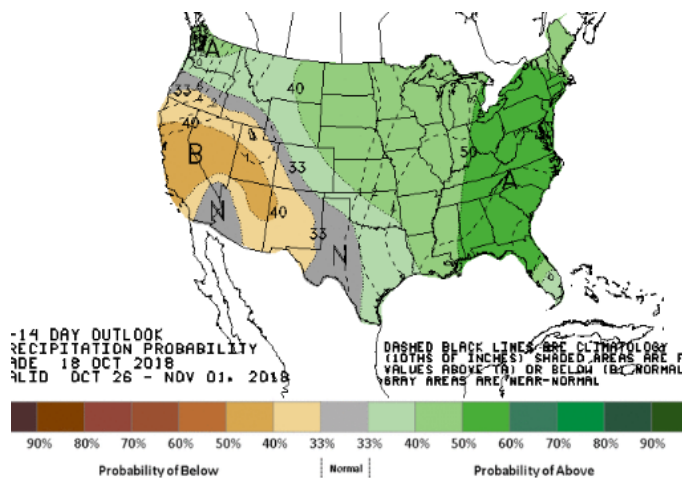 A
33
40
40
50
50
B
33
A
N
40
33
N
-14 DAY OUTLOOK
RECIPITATION PROBABILITY
ADE 18 OCT 2018
ALID OCT 26 - NOV 01, 2018
DASHED BLACK LINES ARE CLIMATOLOGY
(10THS OF INCHES) SHADED AREAS ARE F
VALUES ABOVE (A) OR BELOW (B) NORMAL
GRAY AREAS ARE NEAR-NORMAL
90% 80% 70% 60% 50% 40% 33% 33% 40% 50% 60% 70% 80% 90%
Probability of Below Normal Probability of Above